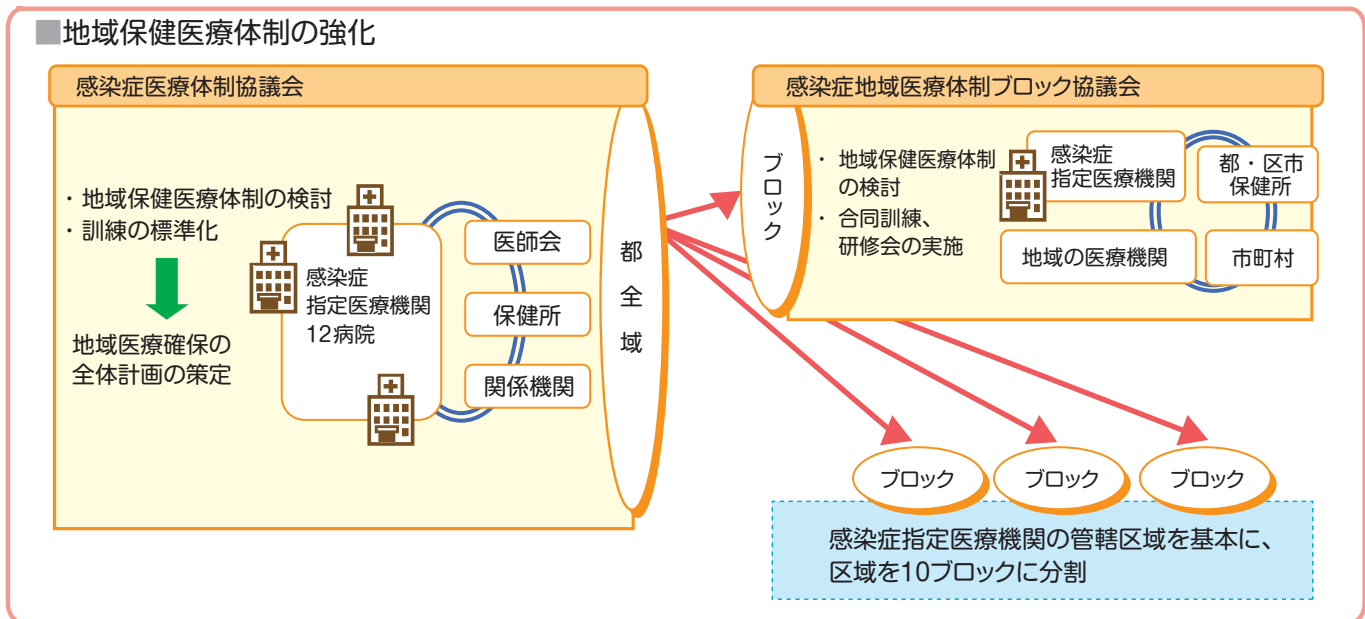 ■地域保健医療体制の強化
感染症医療体制協議会
・地域保健医療体制の検討
・訓練の標準化
地域医療確保の
全体計画の策定
感染症
指定医療機関
12病院
医師会
保健所
関係機関
都全域
感染症地域医療体制ブロック協議会
ブロック
・ 地域保健医療体制
の検討
・ 合同訓練、
研修会の実施
感染症
指定医療機関
都・区市
保健所
地域の医療機関
市町村
ブロック
ブロック
ブロック
感染症指定医療機関の管轄区域を基本に、
区域を10ブロックに分割